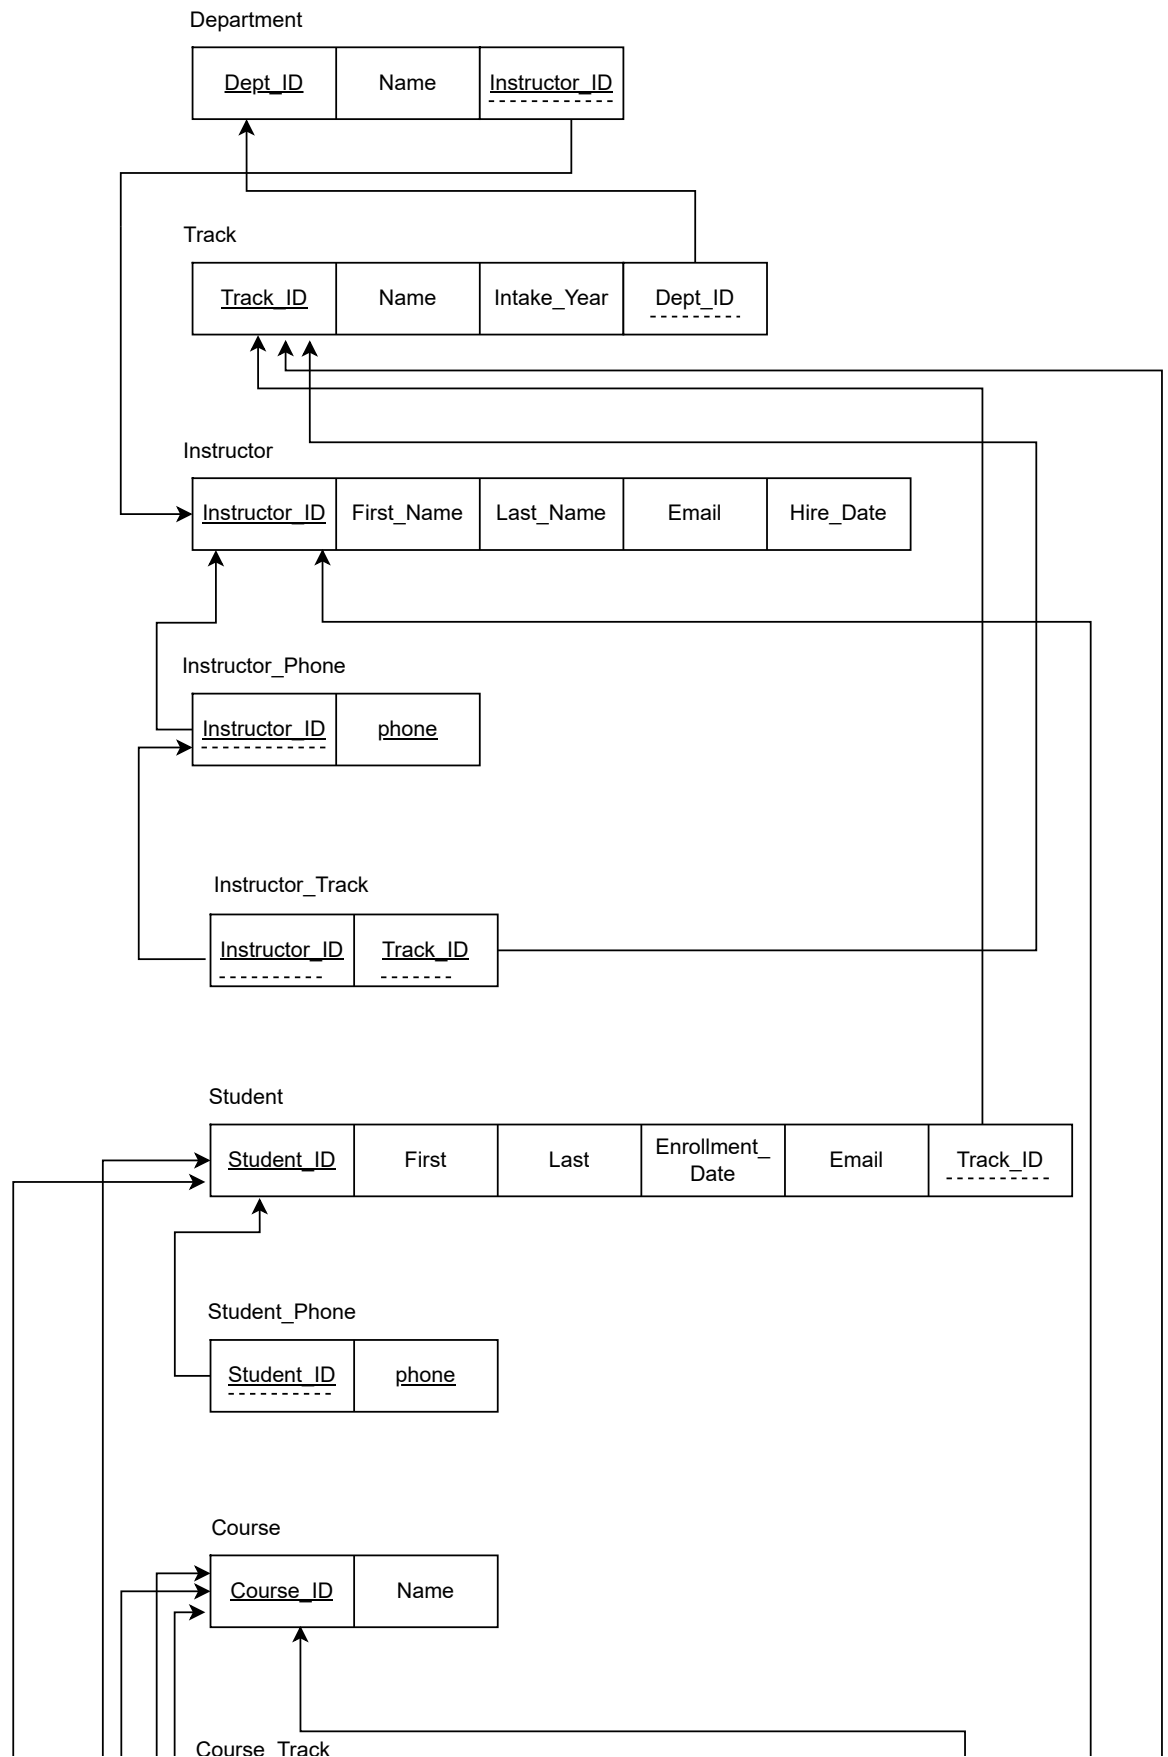 Department
Dept_ID Name Instructor_ID
Track
Track_ID Name Intake_Year Dept_ID
Instructor
Instructor_ID First_Name Last_Name Email Hire_Date
Instructor_Phone
Instructor_ID phone
Instructor_Track
Instructor_ID Track_ID
Student
Student_ID First Last Enrollment_
Date Email Track_ID
Student_Phone
Student_ID phone
Course
Course_ID Name
Course_Track